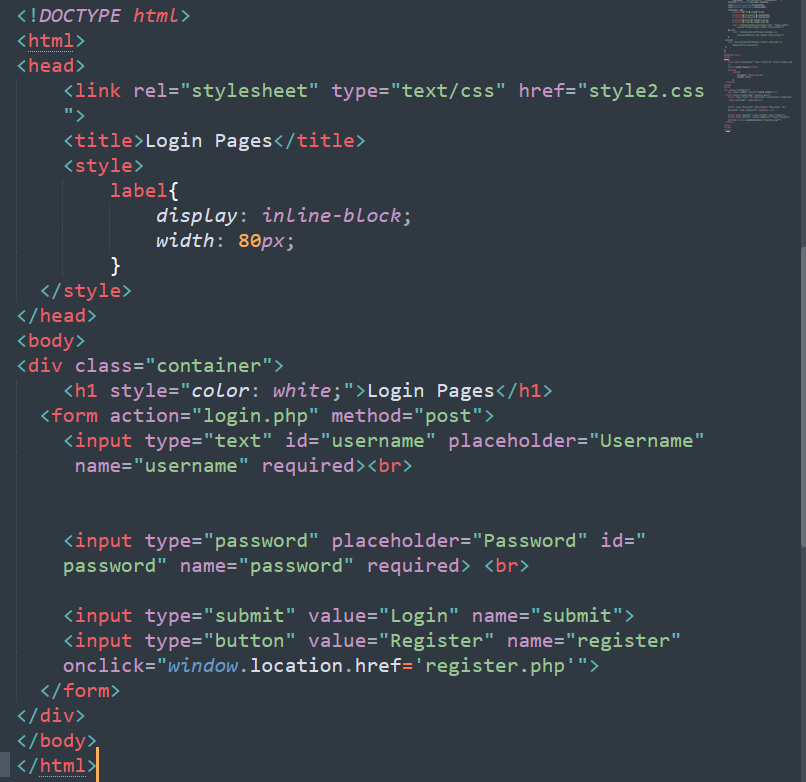 <!DOCTYPE html>
<html>
<head>
    <link rel="stylesheet" type="text/css" href="style2.css
    ">
    <title>Login Pages</title>
    <style>
        label{
            display: inline-block;
            width: 80px;
        }
  </style>
</head>
<body>
<div class="container">
    <h1 style="color: white;">Login Pages</h1>
  <form action="login.php" method="post">
    <input type="text" id="username" placeholder="Username"
     name="username" required><br>
    <input type="password" placeholder="Password" id="
    password" name="password" required> <br>
    <input type="submit" value="Login" name="submit">
    <input type="button" value="Register" name="register"
    onclick="window.location.href='register.php'">
  </form>
</div>
</body>
</html>